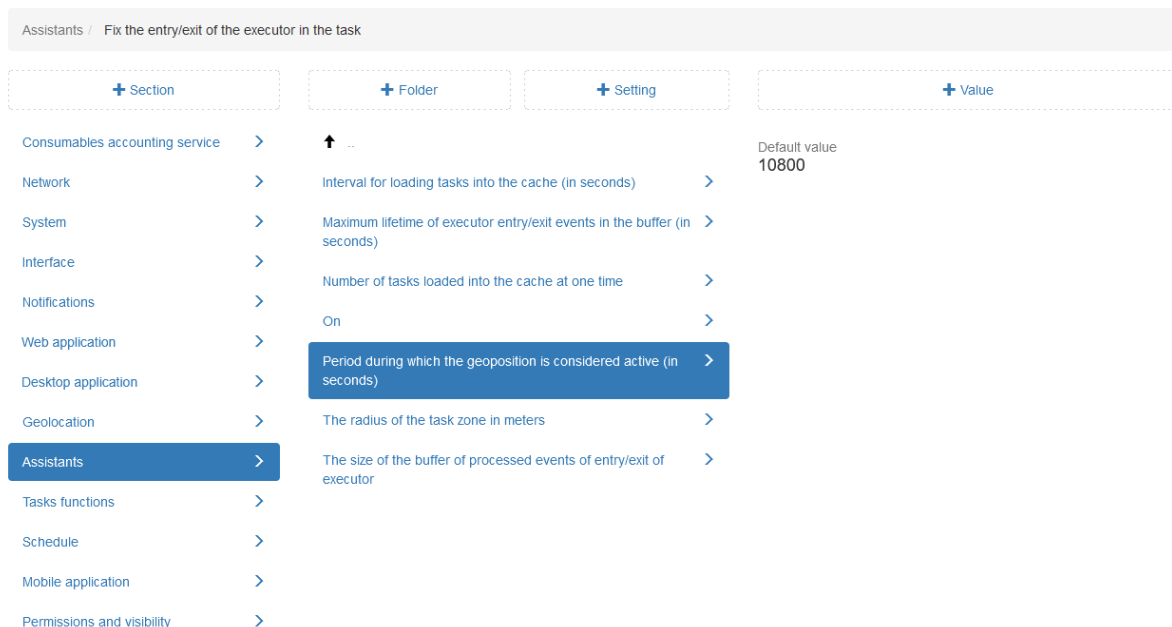 Assistants / Fix the entry/exit of the executor in the task
+ Section
+ Folder
+ Setting
+ Value
Consumables accounting service
Network
System
Interface
Notifications
Web application
Desktop application
Geolocation
Assistants
Tasks functions
Schedule
Mobile application
Permissions and visibility
..
Interval for loading tasks into the cache (in seconds)
Maximum lifetime of executor entry/exit events in the buffer (in
seconds)
Number of tasks loaded into the cache at one time
On
Period during which the geoposition is considered active (in
seconds)
The radius of the task zone in meters
The size of the buffer of processed events of entry/exit of
executor
Default value
10800